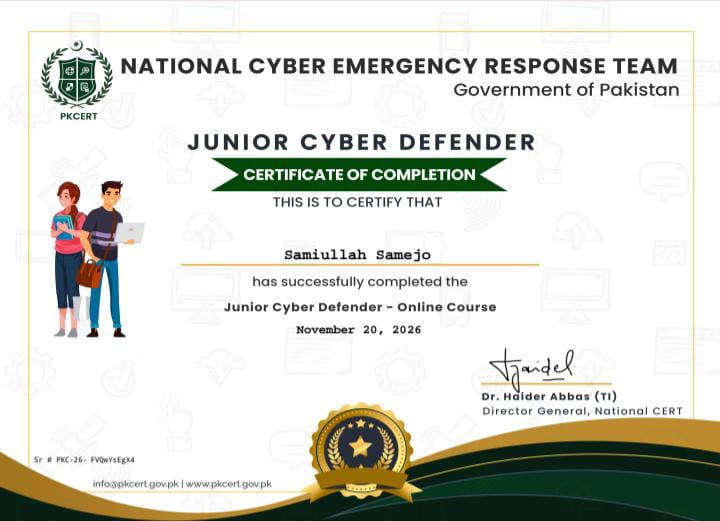 NATIONAL CYBER EMERGENCY RESPONSE TEAM
Government of Pakistan
PKCERT
JUNIOR CYBER DEFENDER
CERTIFICATE OF COMPLETION
THIS IS TO CERTIFY THAT
Samiullah Samejo
has successfully completed the
Junior Cyber Defender - Online Course
November 20, 2026
Dr. Haider Abbas (TI)
Director General, National CERT
Sr # PKC-26- FVQwYsEgX4
info@pkcert.gov.pk | www.pkcert.gov.pk